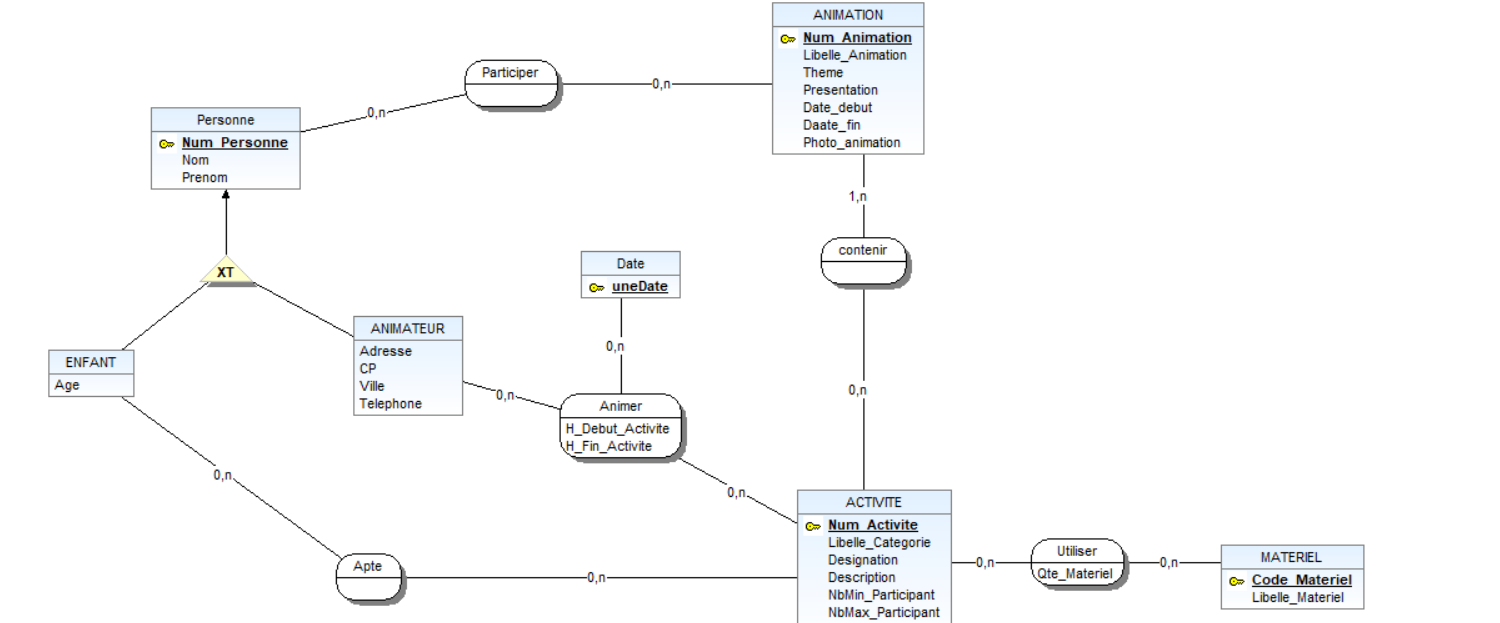 ANIMATION
Num_Animation
Libelle_Animation
Theme
Presentation
Date_debut
Daate_fin
Photo_animation
Participer
0,n
0,n
Personne
Num_Personne
Nom
Prenom
1,n
contenir
XT
Date
uneDate
0,n
ANIMATEUR
Adresse
CP
Ville
Telephone
ENFANT
Age
0,n
Animer
H_Debut_Activite
H_Fin_Activite
0,n
0,n
0,n
ACTIVITE
Num_Activite
Libelle_Categorie
Designation
Description
NbMin_Participant
NbMax_Participant
Apte
0,n
0,n
Utiliser
Qte_Materiel
0,n
MATERIEL
Code_Materiel
Libelle_Materiel